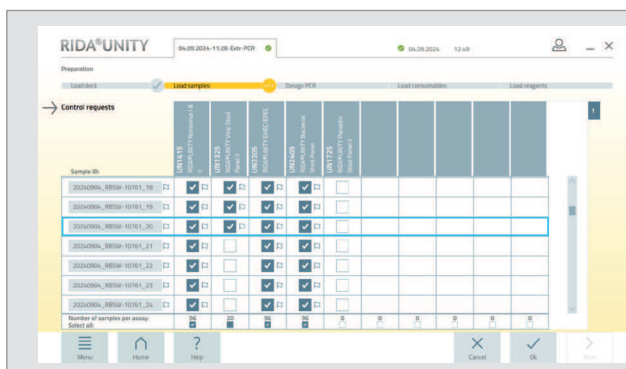 RIDA®UNITY
04.09.2024-11:28-Extr-PCR
04.09.2024 12:49
Preparation
Load deck
Load samples
Design PCR
Load consumables
Load reagents
Control requests
1
Sample ID:
UN1415
RIDA®UNITY Norovirus I &
II
UN1325
RIDA®UNITY Viral Stool
Panel II
UN2205
RIDA®UNITY EHEC/EPEC
UN2405
RIDA®UNITY Bacterial
Stool Panel
UN1725
RIDA®UNITY Parasitic
Stool Panel II
20240904_RBSW-10761_18
20240904_RBSW-10761_19
20240904_RBSW-10761_20
20240904_RBSW-10761_21
20240904_RBSW-10761_22
20240904_RBSW-10761_23
20240904_RBSW-10761_24
Number of samples per assay: 96 20 96 96 0 0 0 0 0 0
Select all:
Menu
Home
Help
Cancel
Ok
Next